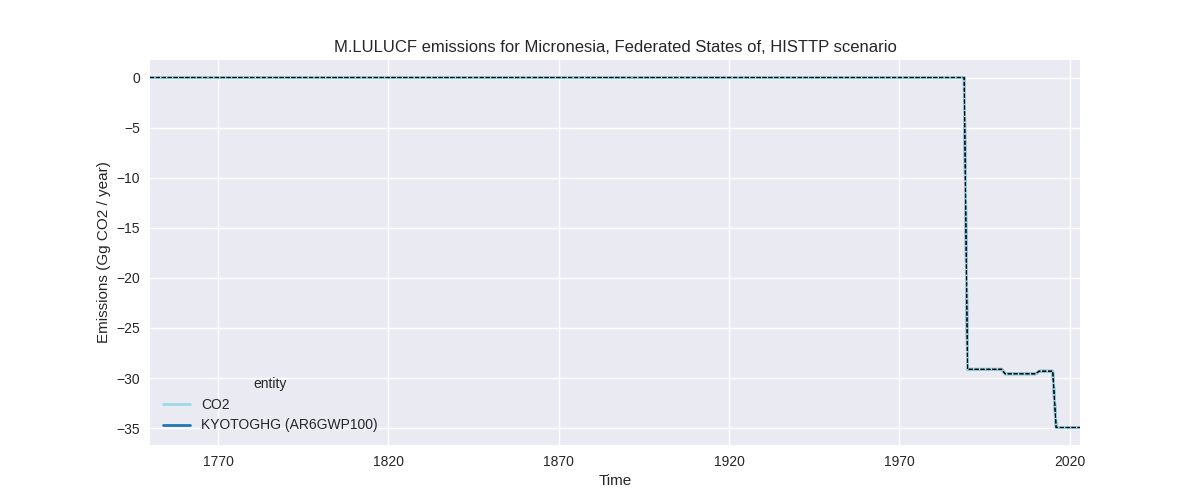 M.LULUCF emissions for Micronesia, Federated States of, HISTTP scenario
Emissions (Gg CO2 / year)
0
−5
−10
−15
−20
−25
−30
−35
entity
CO2
KYOTOGHG (AR6GWP100)
1770
1820
1870
1920
1970
2020
Time